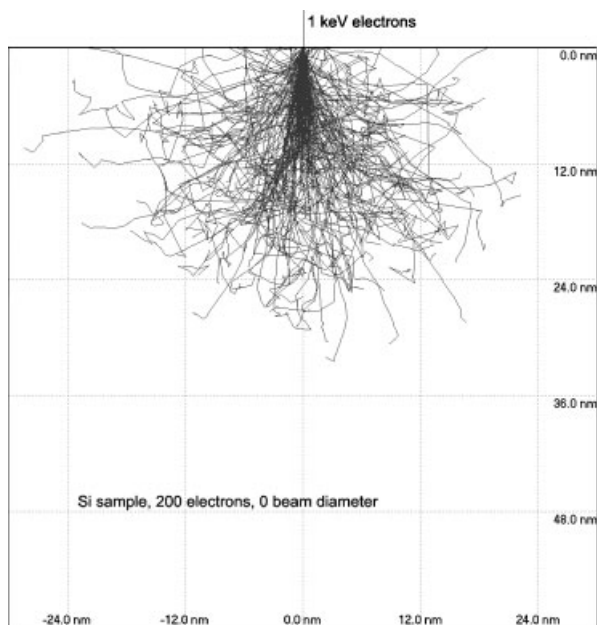 1 keV electrons
0.0 nm
12.0 nm
24.0 nm
36.0 nm
Si sample, 200 electrons, 0 beam diameter
48.0 nm
-24.0 nm -12.0 nm 0.0 nm 12.0 nm 24.0 nm